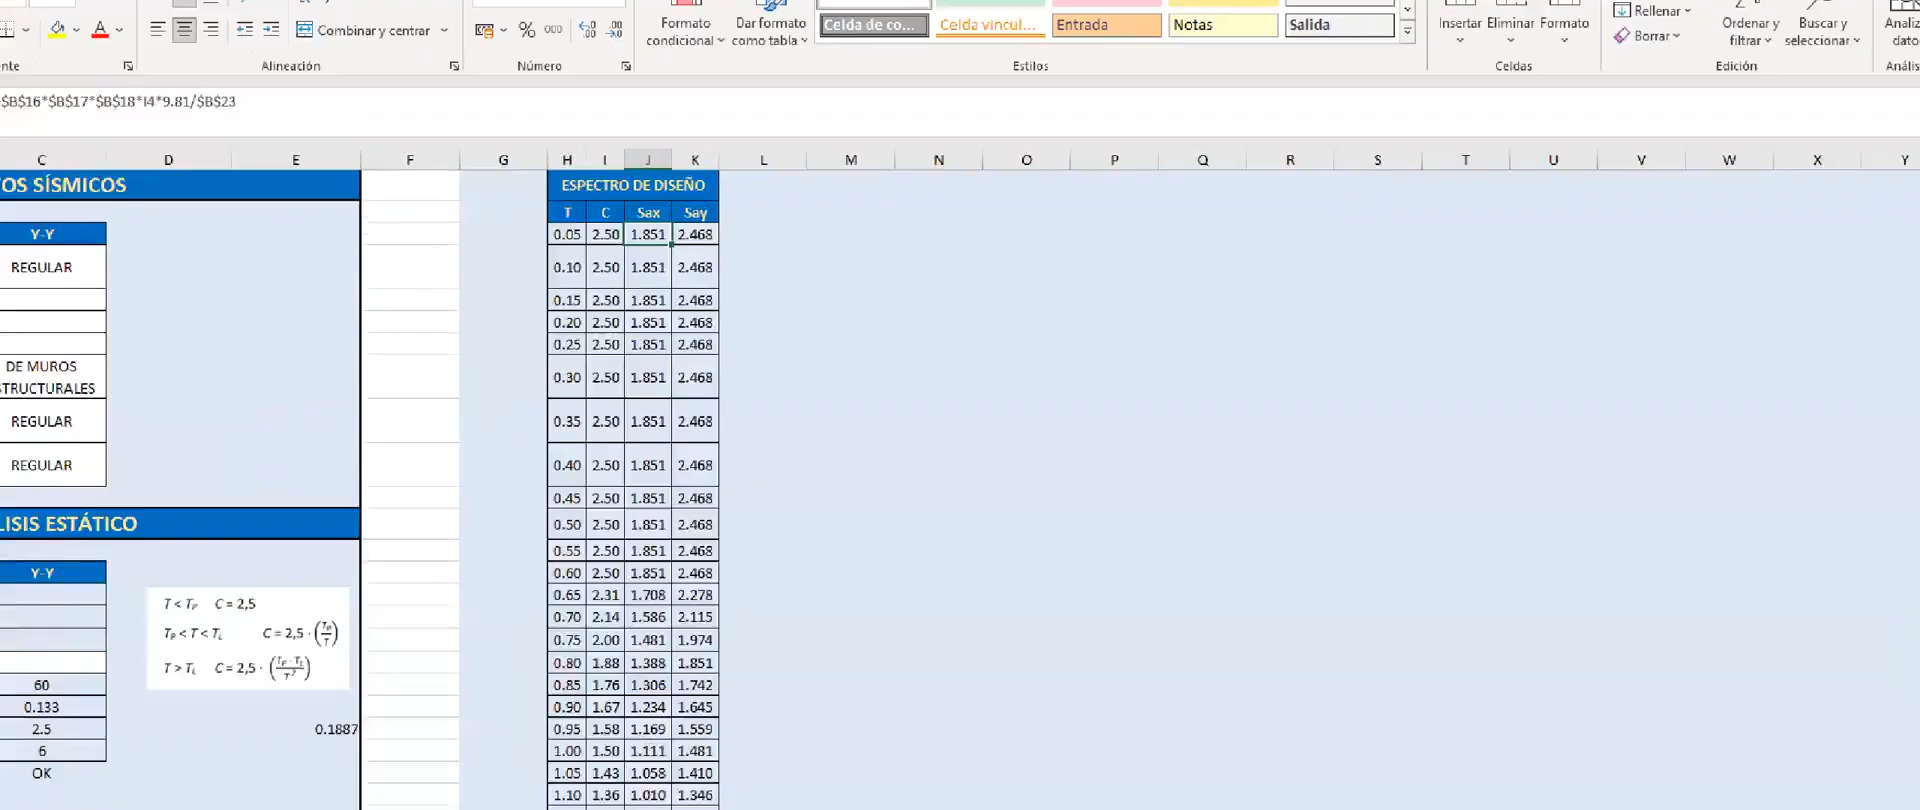 Combinar y centrar
% 000
Formato condicional
Dar formato como tabla
Celda de co...
Celda vincul...
Entrada
Notas
Salida
Insertar Eliminar Formato
Rellenar
Borrar
Ordenar y filtrar
Buscar y seleccionar
Alineación
Número
Estilos
Celdas
Edición
$B$16*$B$17*$B$18*I4*9.81/$B$23
C D E F G H I J K L M N O P Q R S T U V W X Y
OS SÍSMICOS
Y-Y
REGULAR
DE MUROS
REGULAR
REGULAR
ISIS ESTÁTICO
Y-Y
60
0.133
2.5
6
OK
T < TP C = 2,5
TP < T < TL C = 2,5 · (TP/T)
T > TL C = 2,5 · (TP · TL/T²)
0.1887
ESPECTRO DE DISEÑO
T C Sax Say
0.05 2.50 1.851 2.468
0.10 2.50 1.851 2.468
0.15 2.50 1.851 2.468
0.20 2.50 1.851 2.468
0.25 2.50 1.851 2.468
0.30 2.50 1.851 2.468
0.35 2.50 1.851 2.468
0.40 2.50 1.851 2.468
0.45 2.50 1.851 2.468
0.50 2.50 1.851 2.468
0.55 2.50 1.851 2.468
0.60 2.50 1.851 2.468
0.65 2.31 1.708 2.278
0.70 2.14 1.586 2.115
0.75 2.00 1.481 1.974
0.80 1.88 1.388 1.851
0.85 1.76 1.306 1.742
0.90 1.67 1.234 1.645
0.95 1.58 1.169 1.559
1.00 1.50 1.111 1.481
1.05 1.43 1.058 1.410
1.10 1.36 1.010 1.346